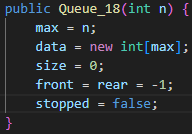 public Queue_18(int n) {
    max = n;
    data = new int[max];
    size = 0;
    front = rear = -1;
    stopped = false;
}